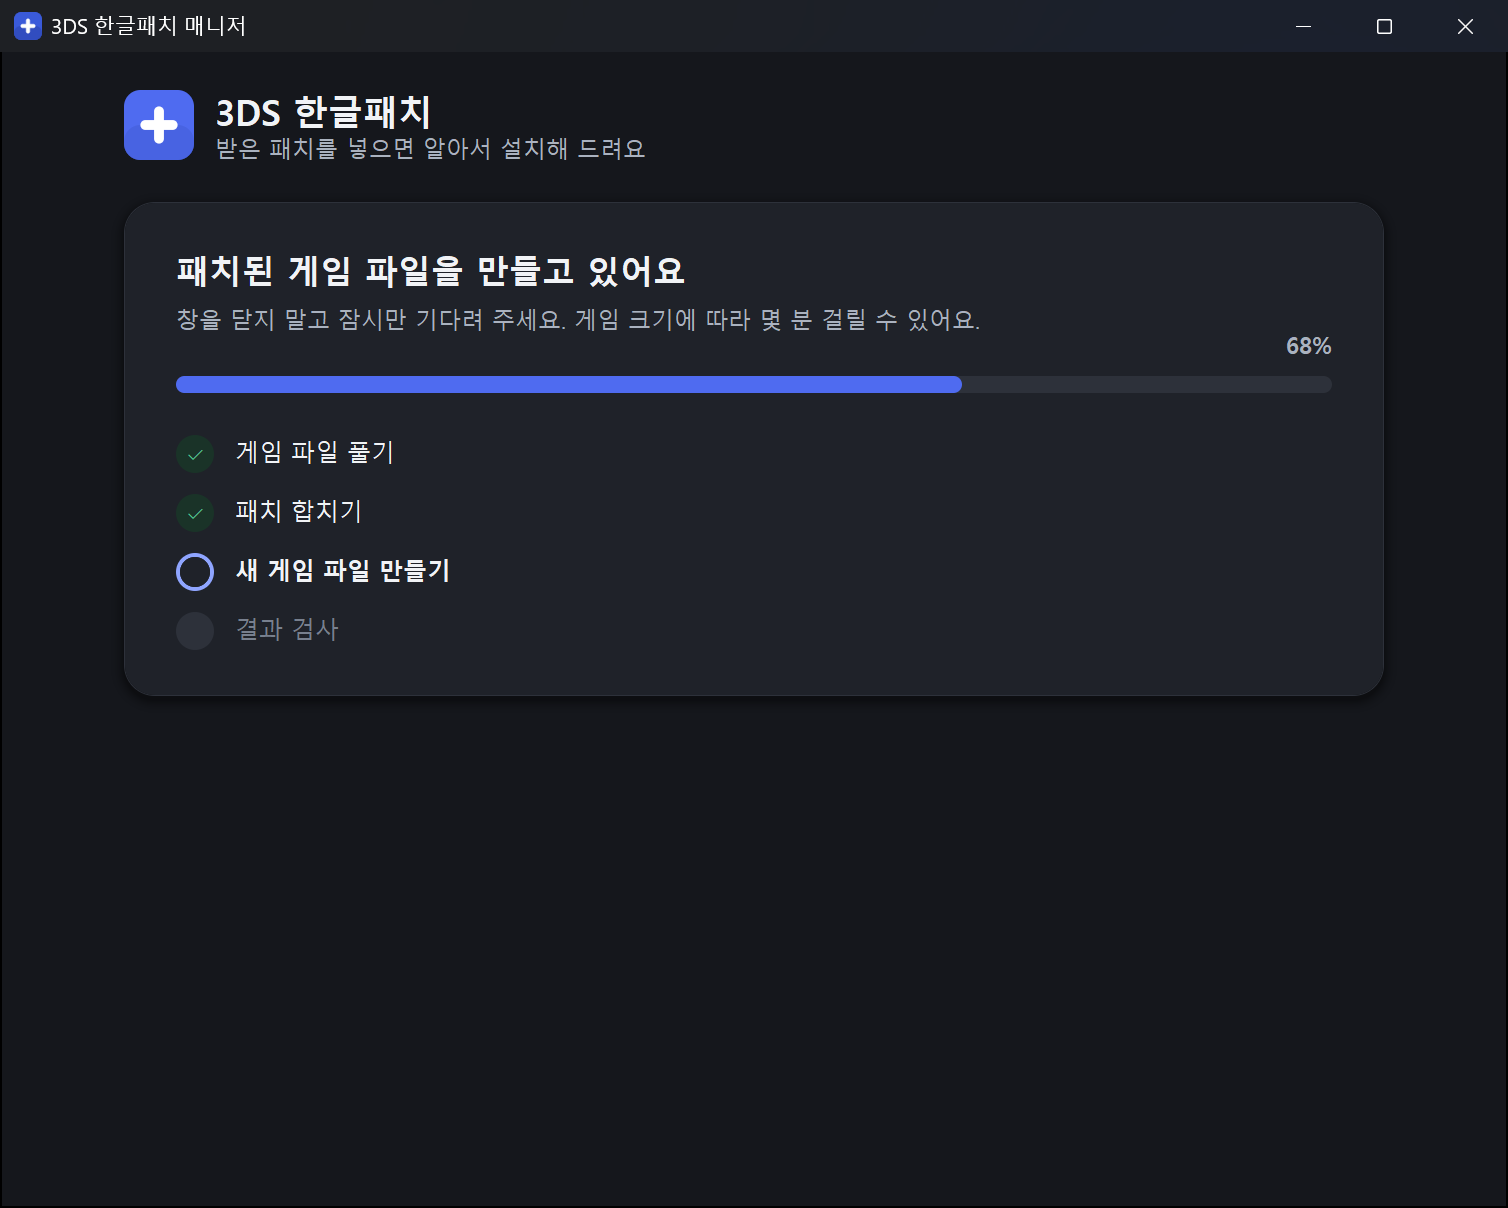 3DS 한글패치 매니저
3DS 한글패치
받은 패치를 넣으면 알아서 설치해 드려요
패치된 게임 파일을 만들고 있어요
창을 닫지 말고 잠시만 기다려 주세요. 게임 크기에 따라 몇 분 걸릴 수 있어요.
68%
게임 파일 풀기
패치 합치기
새 게임 파일 만들기
결과 검사